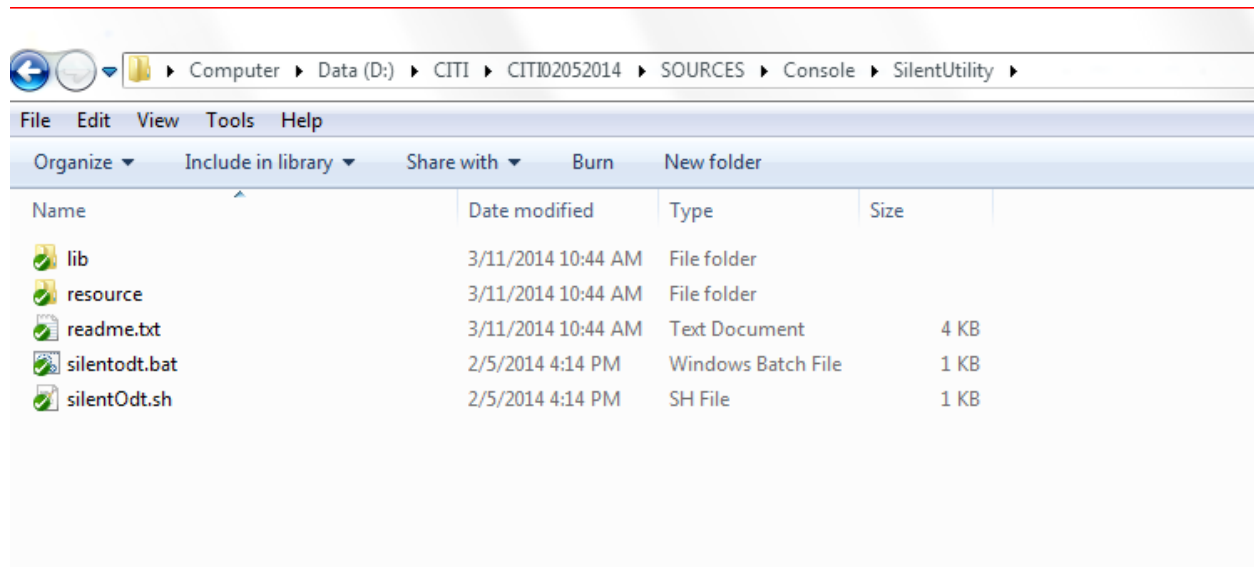 Computer Data (D:) CITI CITI02052014 SOURCES Console SilentUtility
File Edit View Tools Help
Organize Include in library Share with Burn New folder
Name Date modified Type Size
lib 3/11/2014 10:44 AM File folder
resource 3/11/2014 10:44 AM File folder
readme.txt 3/11/2014 10:44 AM Text Document 4 KB
silentodt.bat 2/5/2014 4:14 PM Windows Batch File 1 KB
silentOdt.sh 2/5/2014 4:14 PM SH File 1 KB